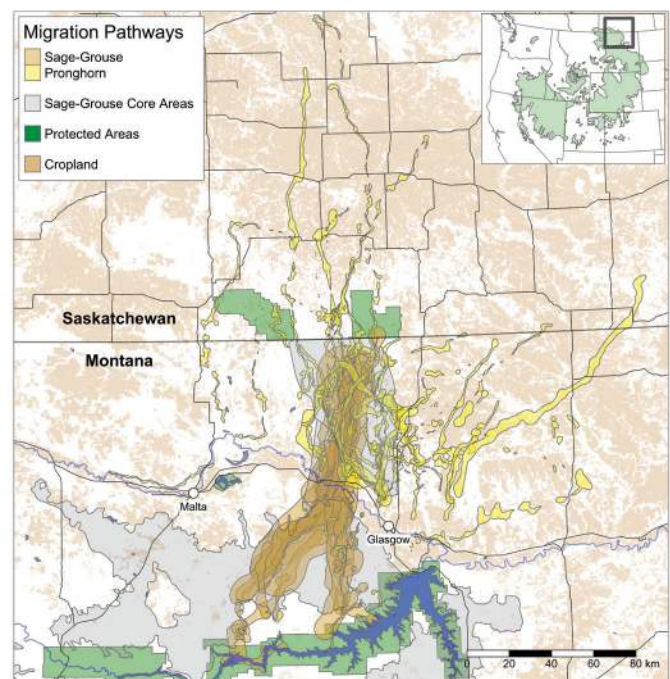 Migration Pathways
Sage-Grouse
Pronghorn
Sage-Grouse Core Areas
Protected Areas
Cropland
Saskatchewan
Montana
Malta
Glasgow
0 20 40 60 80 km